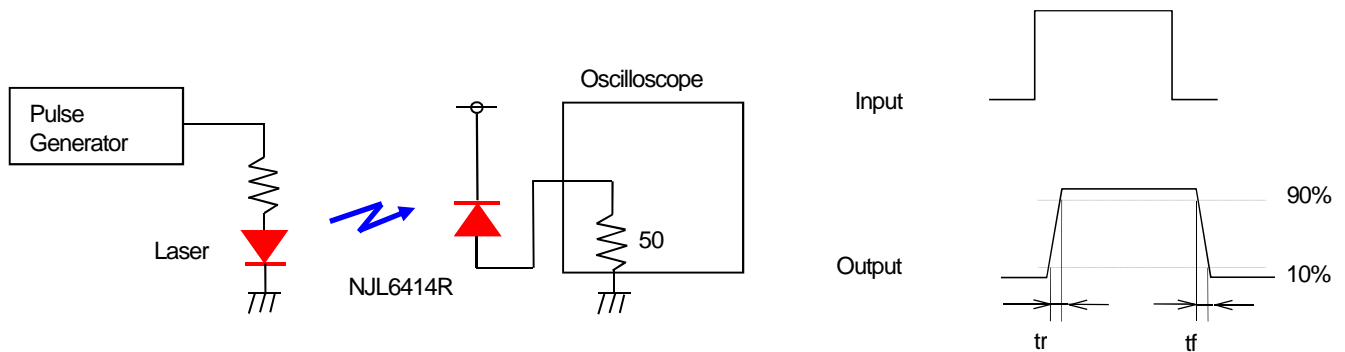 Pulse
Generator
Laser
NJL6414R
Oscilloscope
50
Input
Output
90%
10%
tr
tf